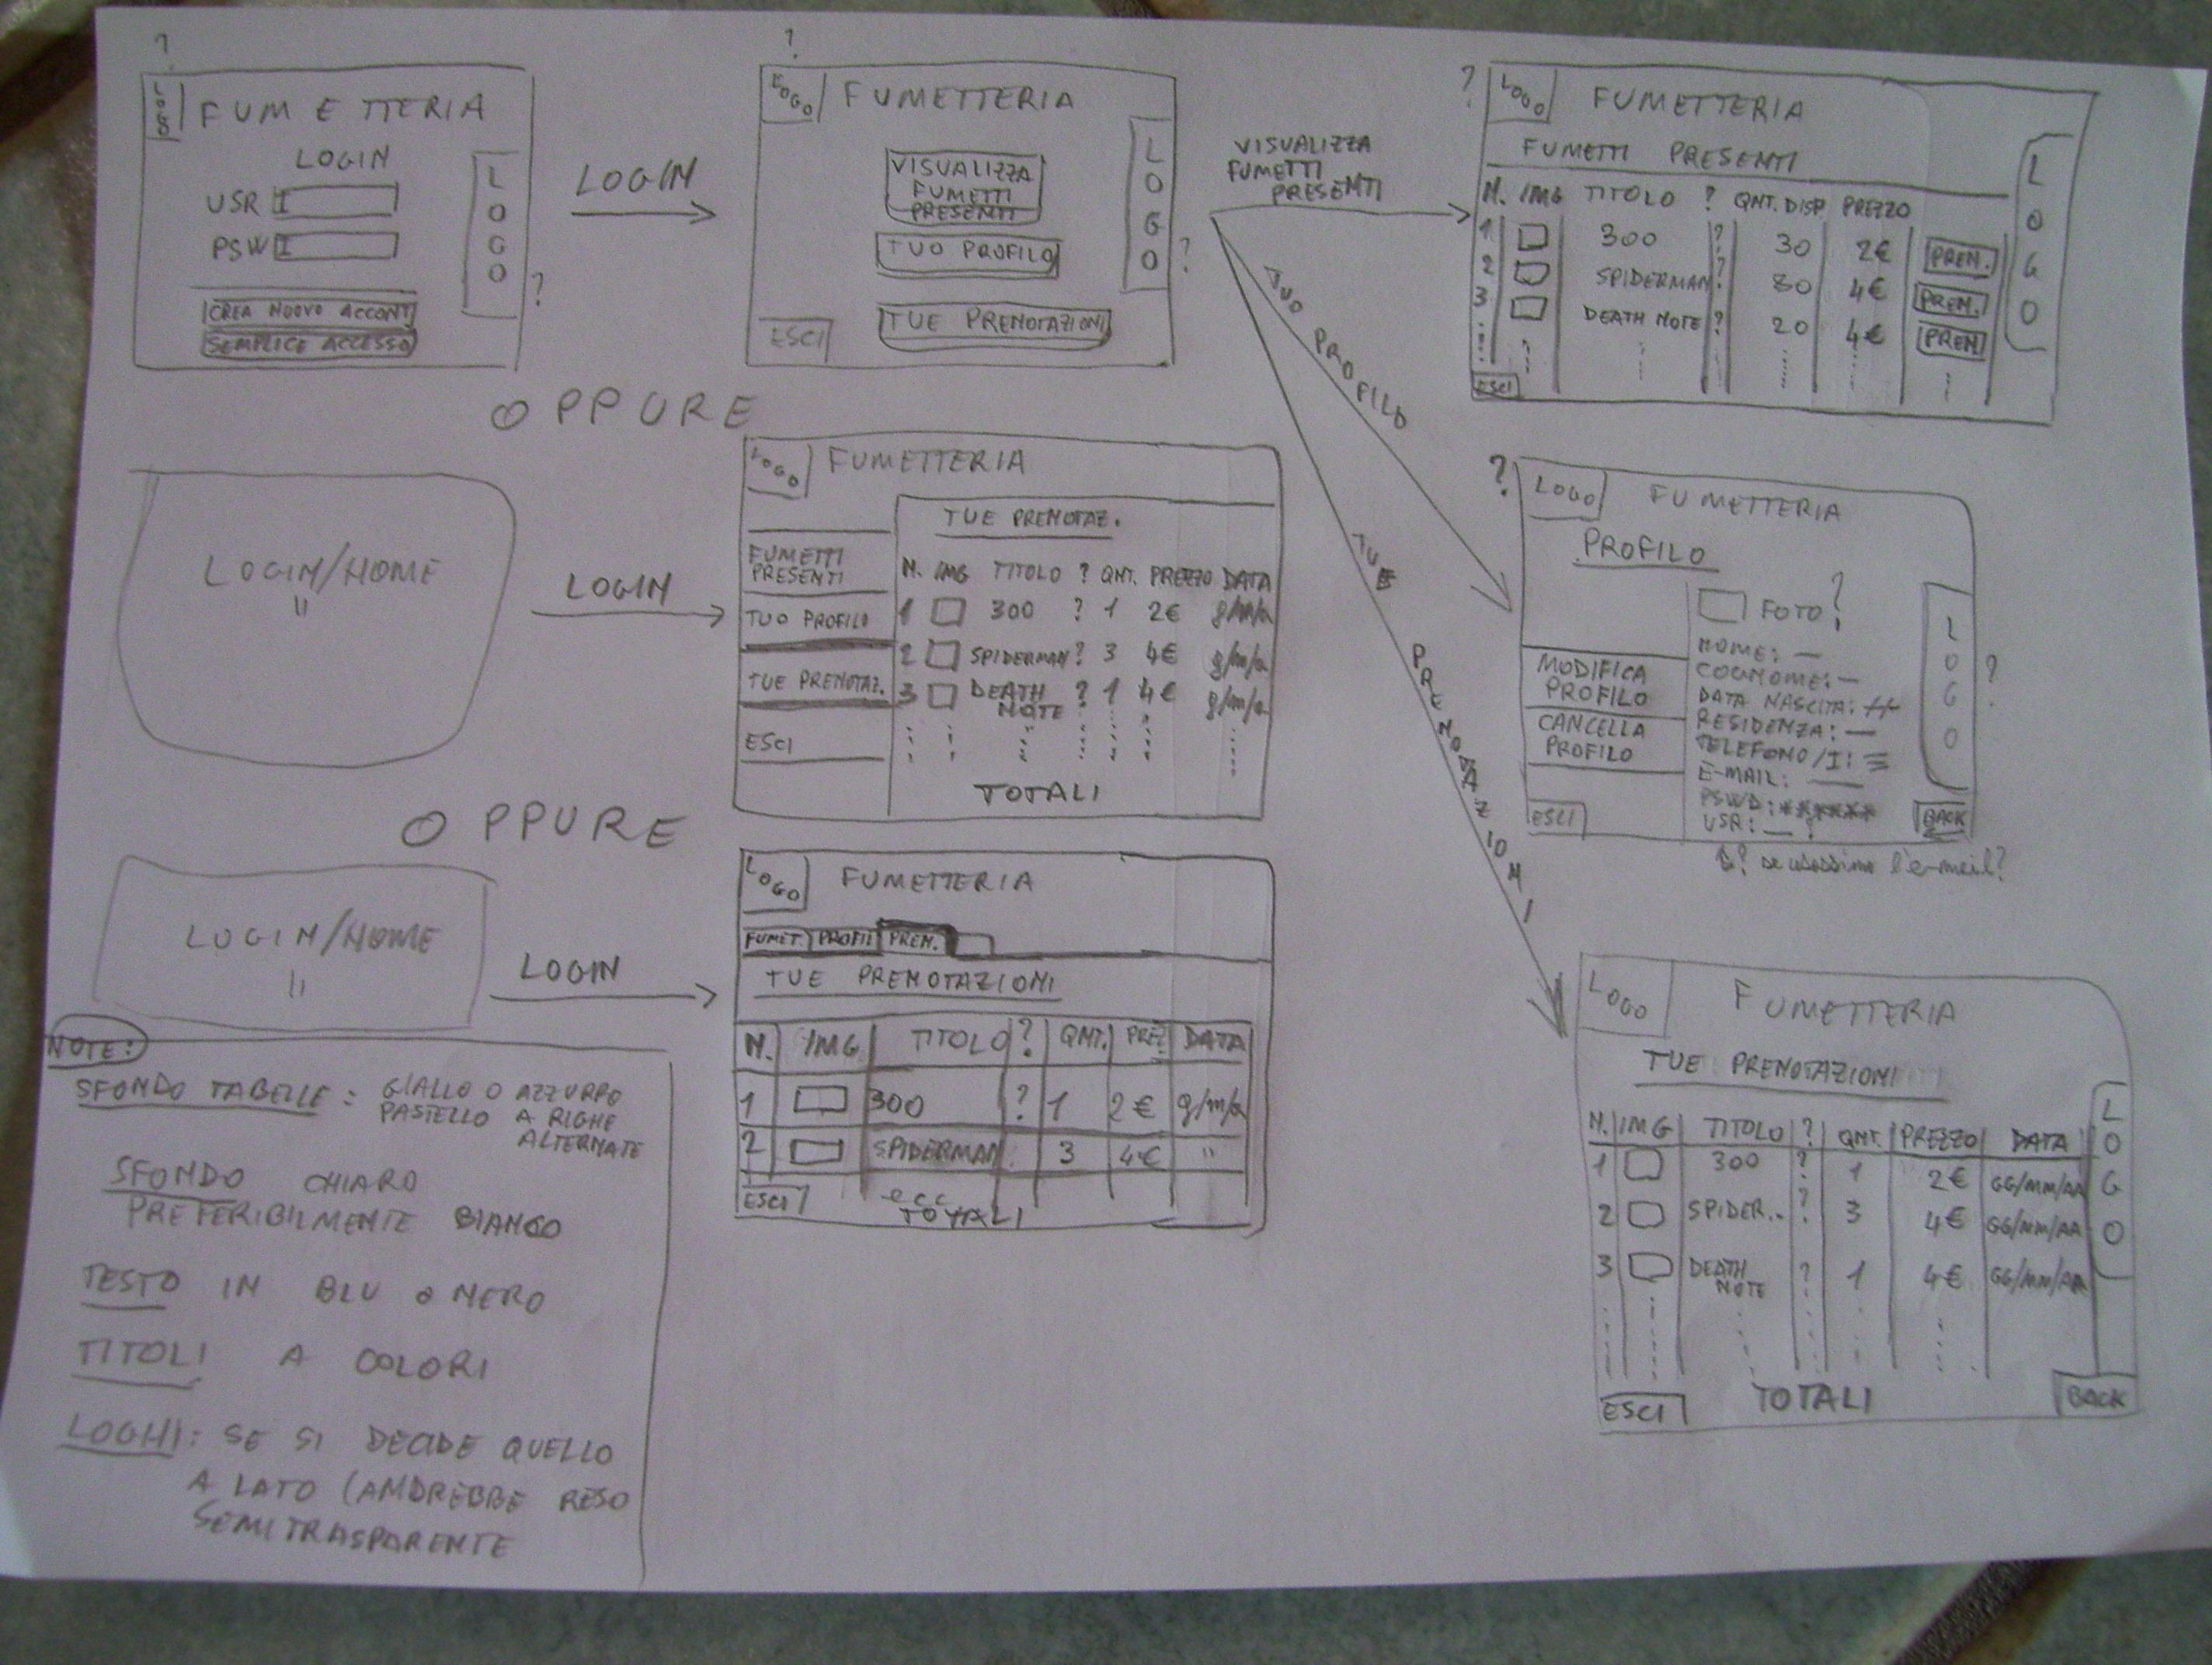 ?
LOGO
FUMETTERIA
LOGIN
USR
PSW
LOGO
?
CREA NUOVO ACCONT
SEMPLICE ACCESSO
LOGIN
?
LOGO
FUMETTERIA
VISUALIZZA
FUMETTI
PRESENTI
TUO PROFILO
TUE PRENOTAZIONI
ESCI
LOGO
?
VISUALIZZA
FUMETTI
PRESENTI
TUO PROFILO
TUE PRENOTAZIONI
?
LOGO
FUMETTERIA
FUMETTI PRESENTI
N. IMG TITOLO ? QNT. DISP PREZZO
1 300 ? 30 2€ PREN.
2 SPIDERMAN ? 80 4€ PREN.
3 DEATH NOTE ? 20 4€ PREN
ESCI
LOGO
OPPURE
LOGIN/HOME
"
LOGIN
LOGO
FUMETTERIA
FUMETTI
PRESENTI
TUO PROFILO
TUE PRENOTAZ.
ESCI
TUE PRENOTAZ.
N. IMG TITOLO ? QNT. PREZZO DATA
1 300 ? 1 2€ g/m/a
2 SPIDERMAN ? 3 4€ g/m/a
3 DEATH NOTE ? 1 4€ g/m/a
TOTALI
?
LOGO
FUMETTERIA
PROFILO
MODIFICA
PROFILO
CANCELLA
PROFILO
ESCI
FOTO?
NOME: —
COGNOME: —
DATA NASCITA: //
RESIDENZA: —
TELEFONO/I:
E-MAIL: —
PSWD: ******
USR: — ?
BACK
LOGO
?
? se usassimo l'e-mail?
OPPURE
LOGIN/HOME
"
LOGIN
LOGO
FUMETTERIA
FUMET. PROFIL PREN.
TUE PRENOTAZIONI
N. IMG TITOLO ? QNT. PREZ DATA
1 300 ? 1 2€ g/m/a
2 SPIDERMAN 3 4€ "
ESCI
ecc
TOTALI
LOGO
FUMETTERIA
TUE PRENOTAZIONI
N. IMG TITOLO ? QNT. PREZZO DATA
1 300 ? 1 2€ GG/MM/AA
2 SPIDER.. ? 3 4€ GG/MM/AA
3 DEATH NOTE ? 1 4€ GG/MM/AA
ESCI
TOTALI
BACK
LOGO
NOTE:
SFONDO TABELLE: GIALLO O AZZURRO
PASTELLO A RIGHE
ALTERNATE
SFONDO CHIARO
PREFERIBILMENTE BIANCO
TESTO IN BLU o NERO
TITOLI A COLORI
LOGHI: SE SI DECIDE QUELLO
A LATO (ANDREBBE RESO
SEMITRASPARENTE